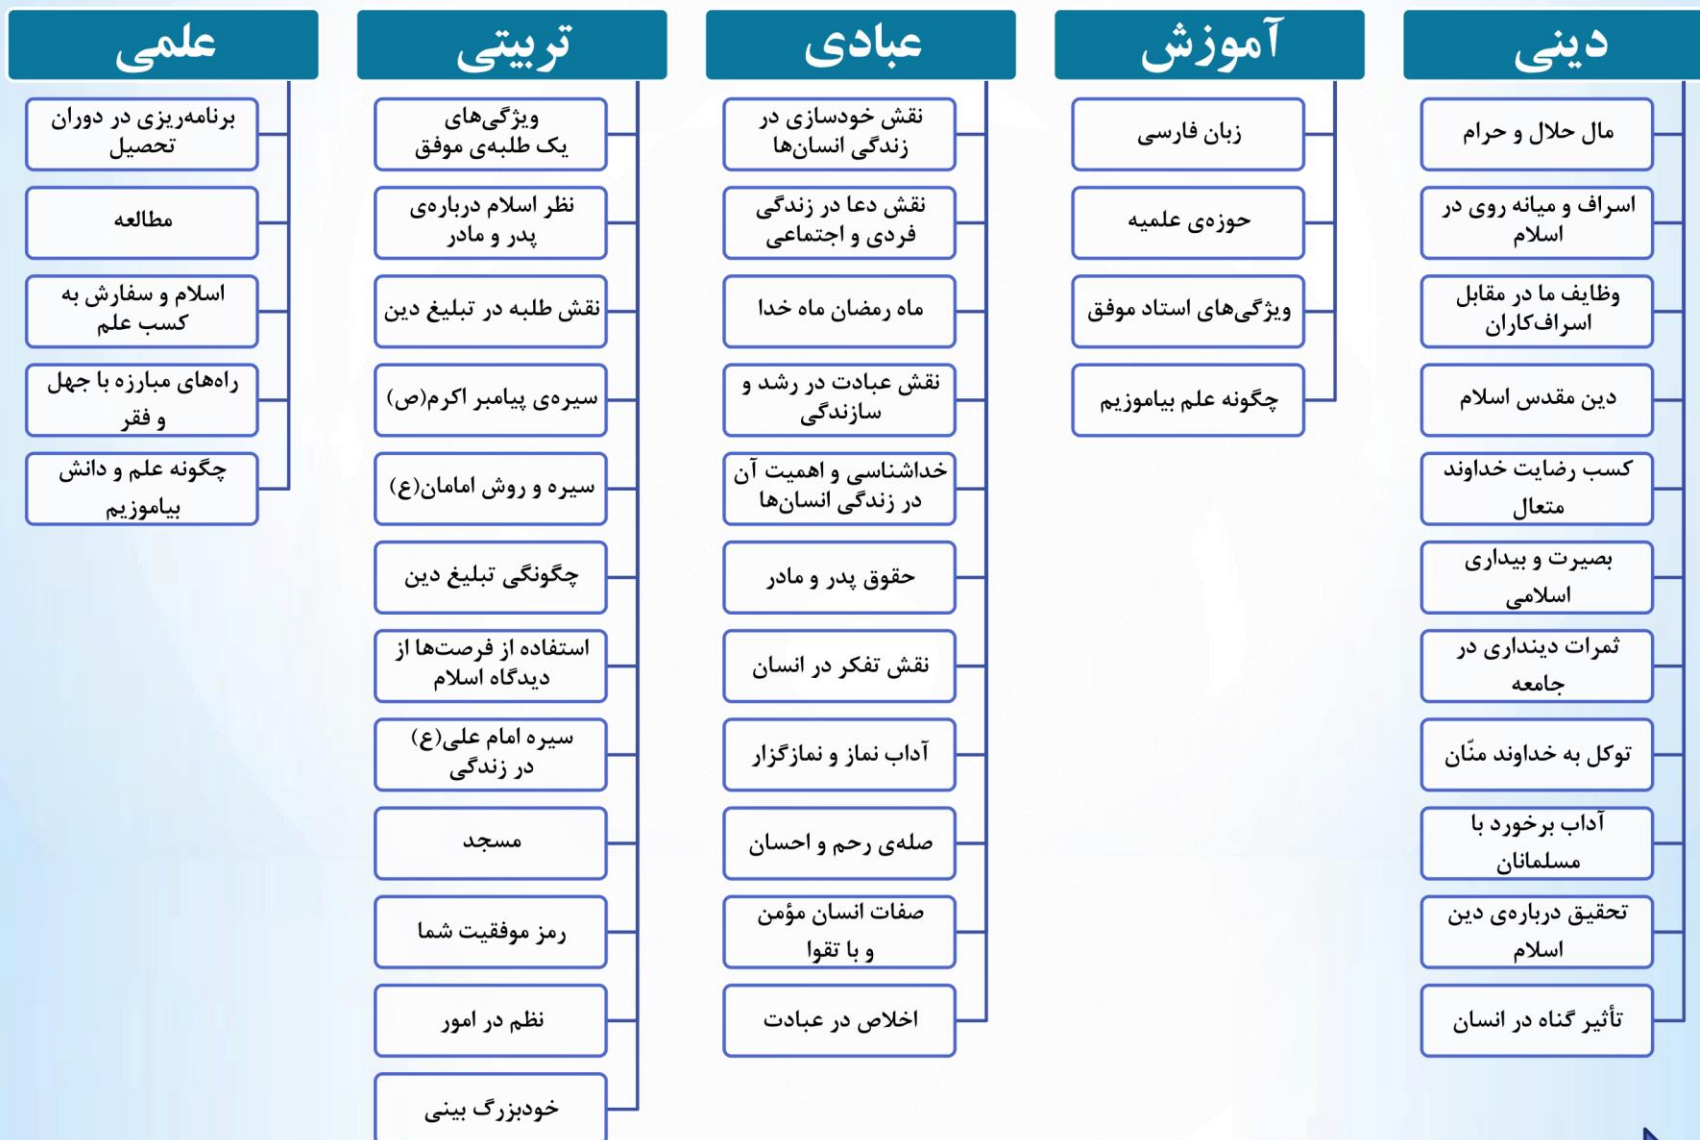 دینی
مال حلال و حرام
اسراف و میانه روی در
اسلام
وظایف ما در مقابل
اسراف‌کاران
دین مقدس اسلام
کسب رضایت خداوند
متعال
بصیرت و بیداری
اسلامی
ثمرات دینداری در
جامعه
توکل به خداوند منّان
آداب برخورد با
مسلمانان
تحقیق درباره‌ی دین
اسلام
تأثیر گناه در انسان
آموزش
زبان فارسی
حوزه‌ی علمیه
ویژگی‌های استاد موفق
چگونه علم بیاموزیم
عبادی
نقش خودسازی در
زندگی انسان‌ها
نقش دعا در زندگی
فردی و اجتماعی
ماه رمضان ماه خدا
نقش عبادت در رشد و
سازندگی
خداشناسی و اهمیت آن
در زندگی انسان‌ها
حقوق پدر و مادر
نقش تفکر در انسان
آداب نماز و نمازگزار
صله‌ی رحم و احسان
صفات انسان مؤمن
و با تقوا
اخلاص در عبادت
تربیتی
ویژگی‌های
یک طلبه‌ی موفق
نظر اسلام درباره‌ی
پدر و مادر
نقش طلبه در تبلیغ دین
سیره‌ی پیامبر اکرم(ص)
سیره و روش امامان(ع)
چگونگی تبلیغ دین
استفاده از فرصت‌ها از
دیدگاه اسلام
سیره امام علی(ع)
در زندگی
مسجد
رمز موفقیت شما
نظم در امور
خودبزرگ بینی
علمی
برنامه‌ریزی در دوران
تحصیل
مطالعه
اسلام و سفارش به
کسب علم
راه‌های مبارزه با جهل
و فقر
چگونه علم و دانش
بیاموزیم